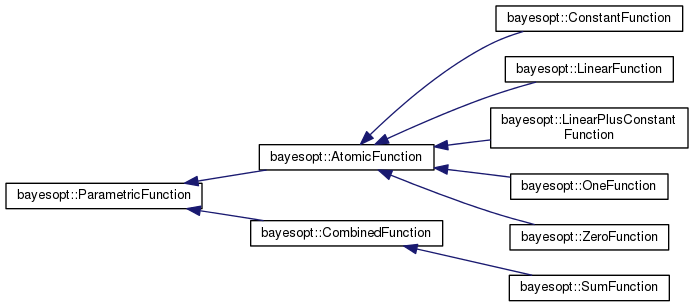 bayesopt::ConstantFunction
bayesopt::LinearFunction
bayesopt::LinearPlusConstant
Function
bayesopt::AtomicFunction
bayesopt::OneFunction
bayesopt::ParametricFunction
bayesopt::CombinedFunction
bayesopt::ZeroFunction
bayesopt::SumFunction